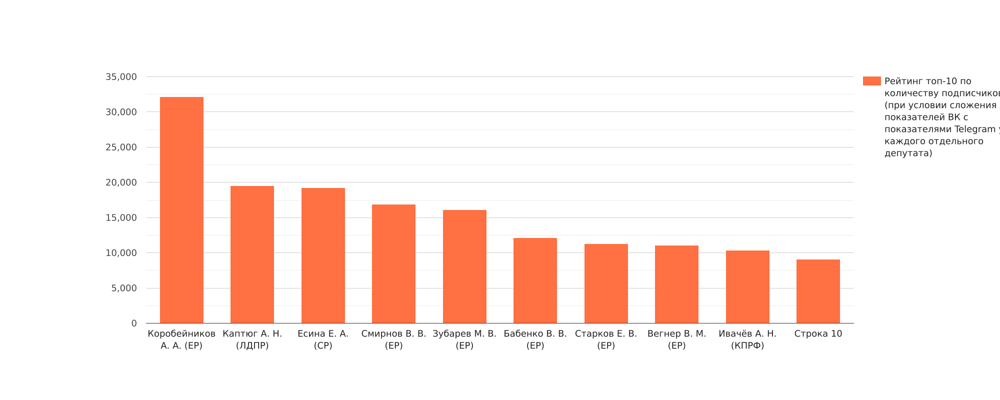 35,000
30,000
25,000
20,000
15,000
10,000
5,000
0
Коробейников
А. А. (ЕР)
Каптюг А. Н.
(ЛДПР)
Есина Е. А.
(СР)
Смирнов В. В.
(ЕР)
Зубарев М. В.
(ЕР)
Бабенко В. В.
(ЕР)
Старков Е. В.
(ЕР)
Вегнер В. М.
(ЕР)
Ивачёв А. Н.
(КПРФ)
Строка 10
Рейтинг топ-10 по
количеству подписчиков
(при условии сложения
показателей ВК с
показателями Telegram у
каждого отдельного
депутата)